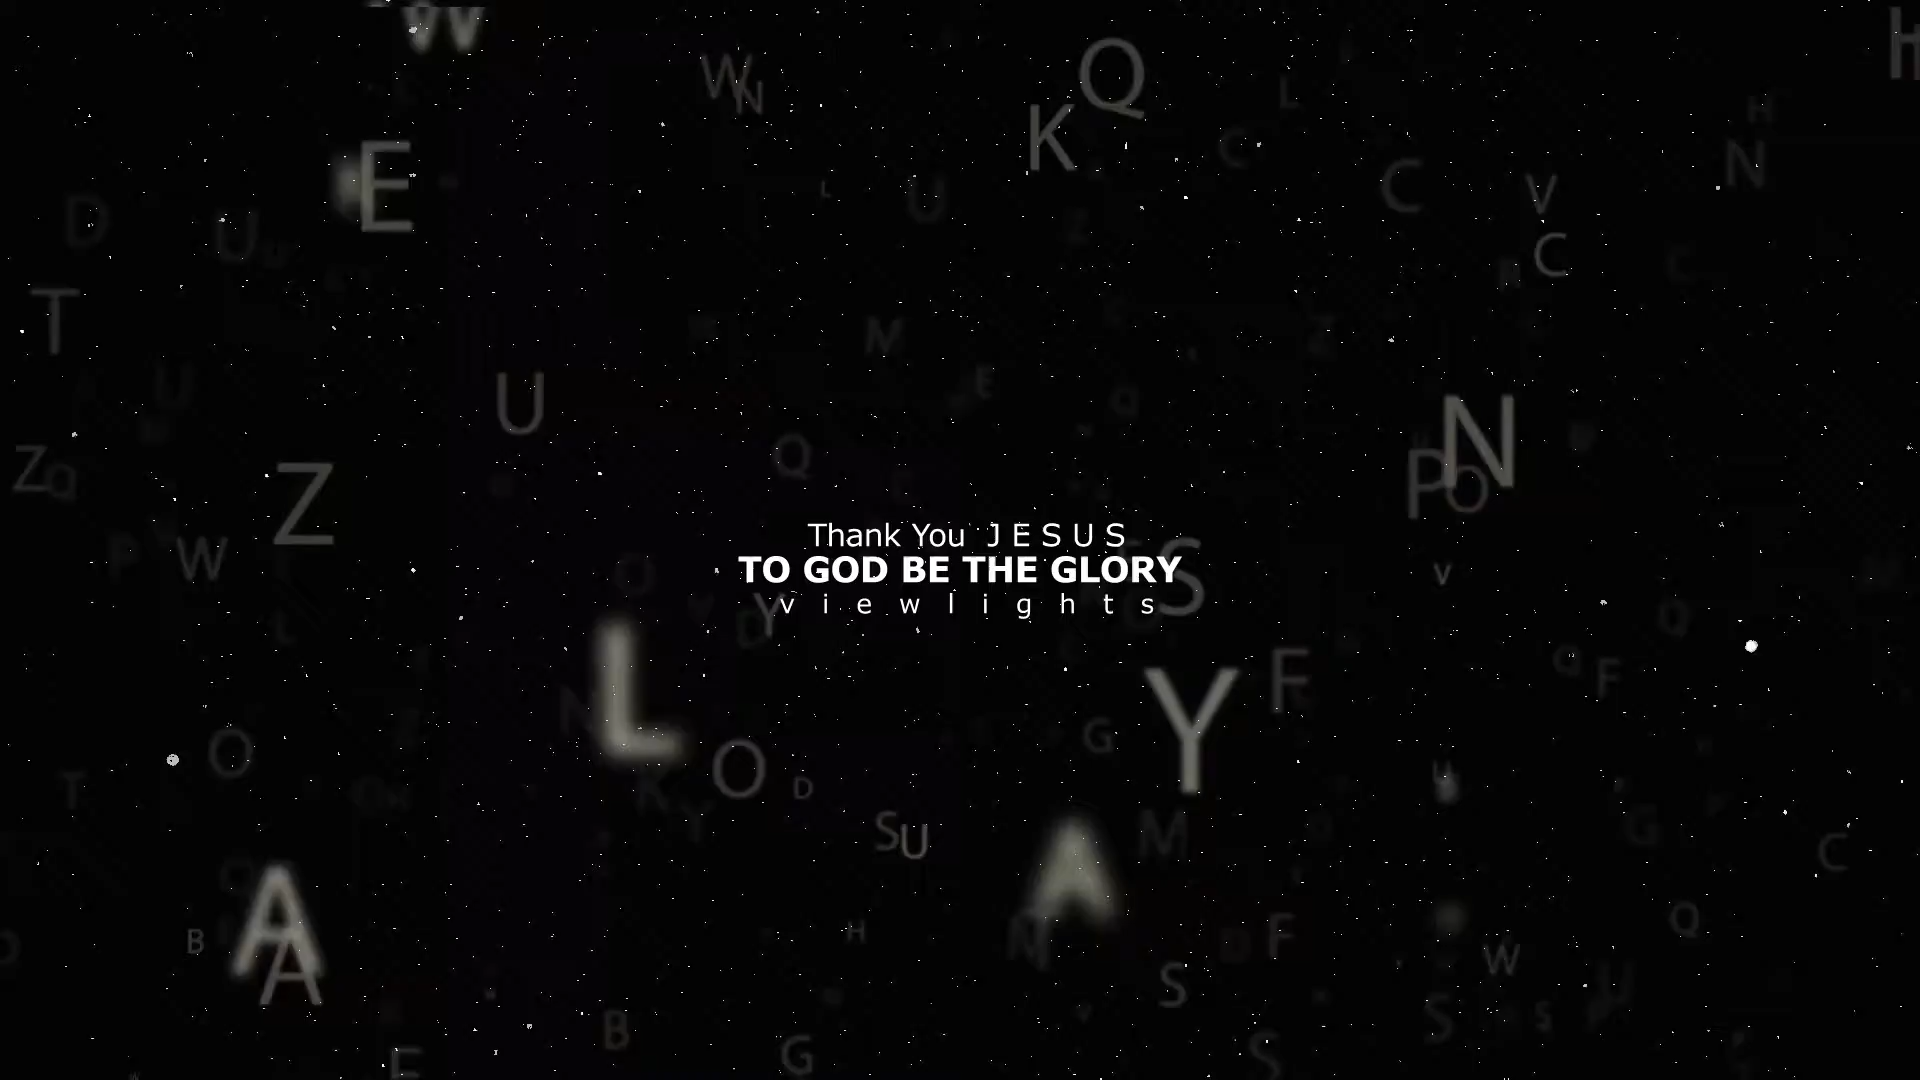 Thank You J E S U S
TO GOD BE THE GLORY
v i e w l i g h t s